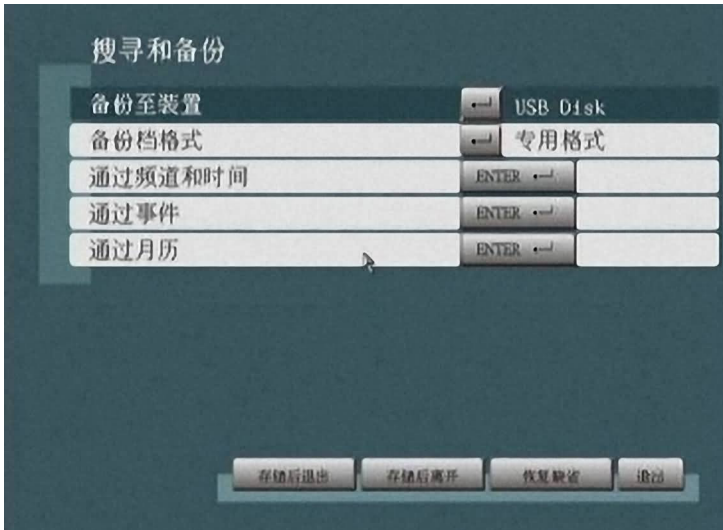 搜寻和备份
备份至装置 USB Disk
备份档格式 专用格式
通过频道和时间 ENTER
通过事件 ENTER
通过月历 ENTER
存储后退出 存储后离开 恢复缺省 退出